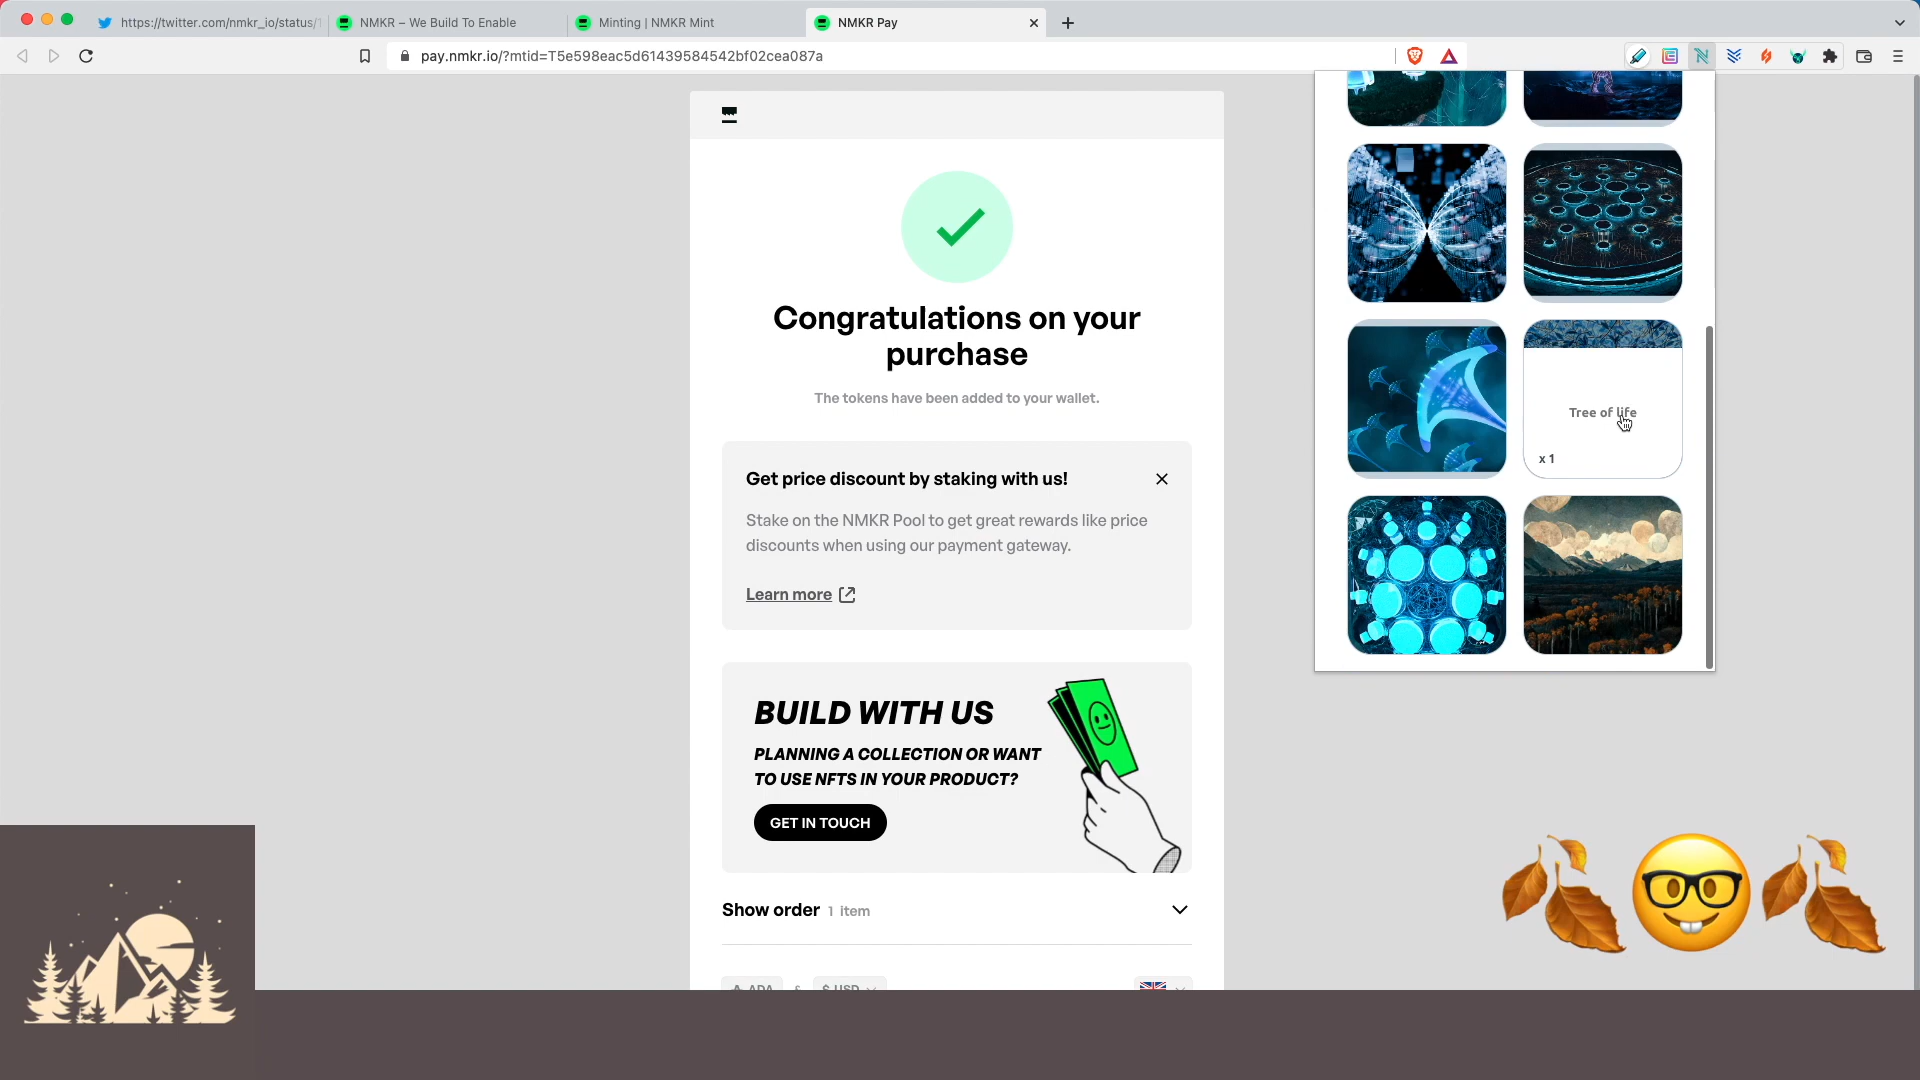 https://twitter.com/nmkr_io/status/1
NMKR – We Build To Enable
Minting | NMKR Mint
NMKR Pay
pay.nmkr.io/?mtid=T5e598eac5d61439584542bf02cea087a
Congratulations on your
purchase
The tokens have been added to your wallet.
Get price discount by staking with us!
Stake on the NMKR Pool to get great rewards like price
discounts when using our payment gateway.
Learn more
BUILD WITH US
PLANNING A COLLECTION OR WANT
TO USE NFTS IN YOUR PRODUCT?
GET IN TOUCH
Show order 1 item
ADA $ USD
Tree of life
x 1